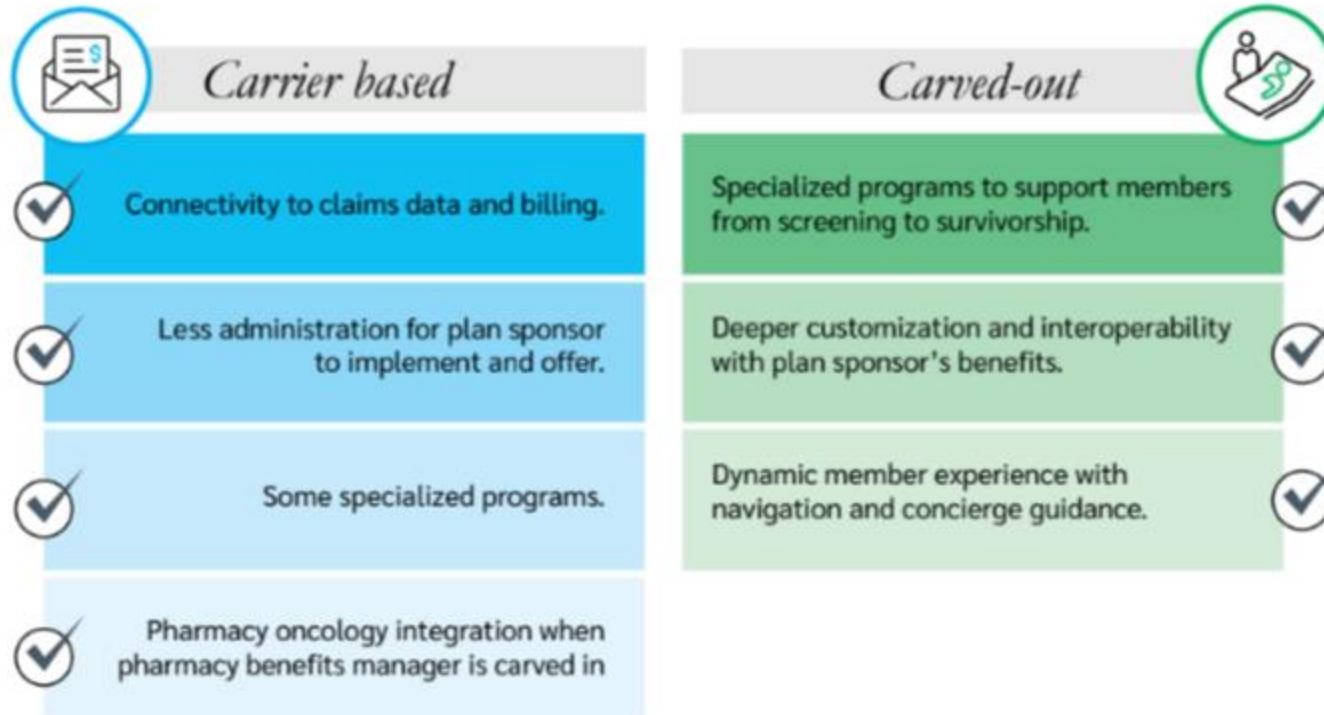 Carrier based
Connectivity to claims data and billing.
Less administration for plan sponsor
to implement and offer.
Some specialized programs.
Pharmacy oncology integration when
pharmacy benefits manager is carved in
Carved-out
Specialized programs to support members
from screening to survivorship.
Deeper customization and interoperability
with plan sponsor's benefits.
Dynamic member experience with
navigation and concierge guidance.